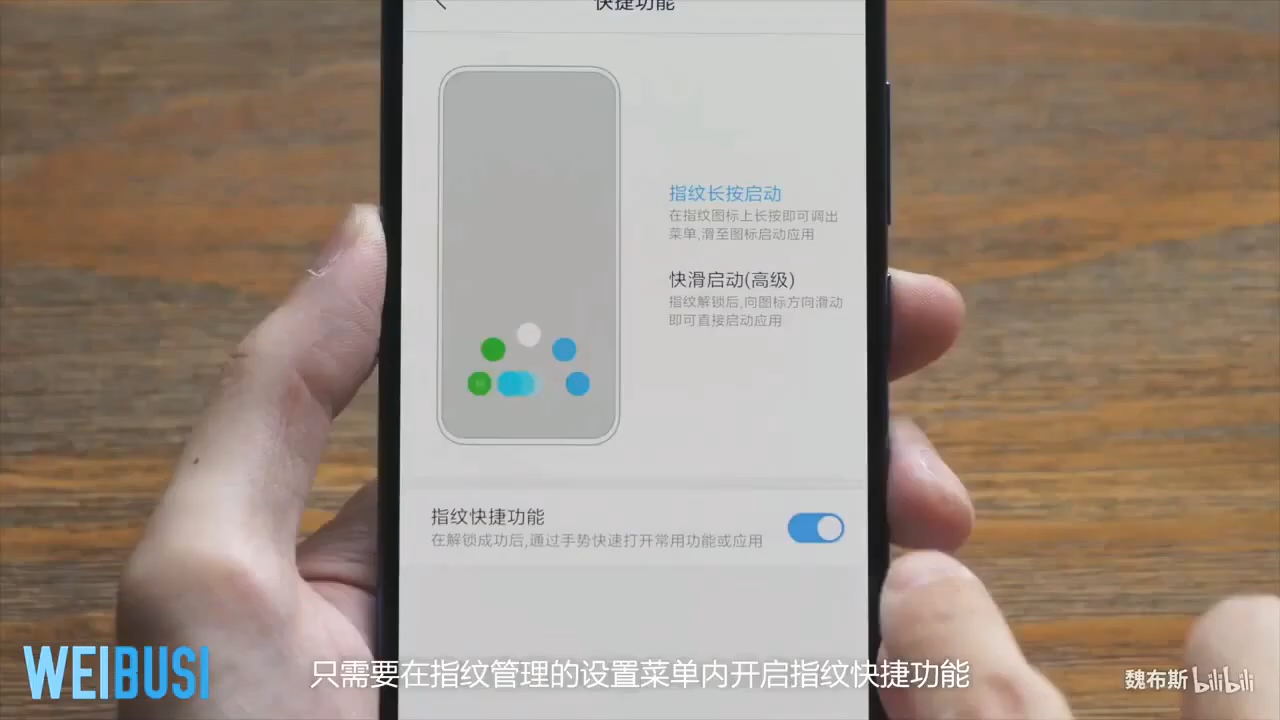 快捷功能
指纹长按启动
在指纹图标上长按即可调出
菜单,滑至图标启动应用
快滑启动(高级)
指纹解锁后,向图标方向滑动
即可直接启动应用
指纹快捷功能
在解锁成功后,通过手势快速打开常用功能或应用
只需要在指纹管理的设置菜单内开启指纹快捷功能
WEIBUSI
魏布斯 bilibili